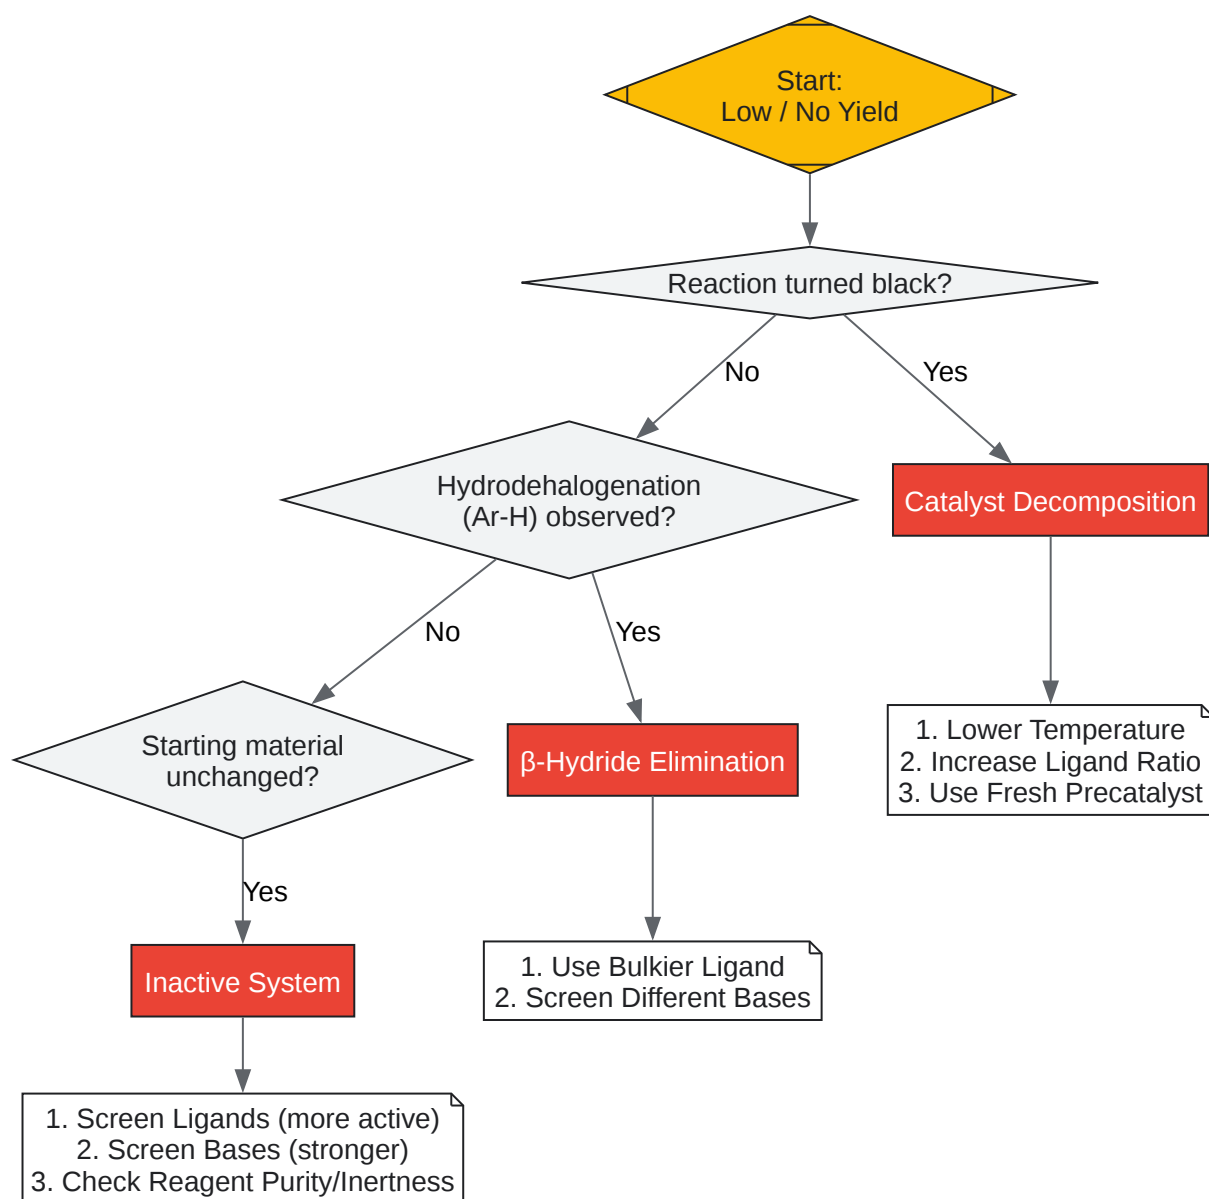 Start:
Low / No Yield
Reaction turned black?
No
Yes
Hydrodehalogenation
(Ar-H) observed?
Catalyst Decomposition
No
Yes
Starting material
unchanged?
β-Hydride Elimination
1. Lower Temperature
2. Increase Ligand Ratio
3. Use Fresh Precatalyst
Yes
Inactive System
1. Use Bulkier Ligand
2. Screen Different Bases
1. Screen Ligands (more active)
2. Screen Bases (stronger)
3. Check Reagent Purity/Inertness